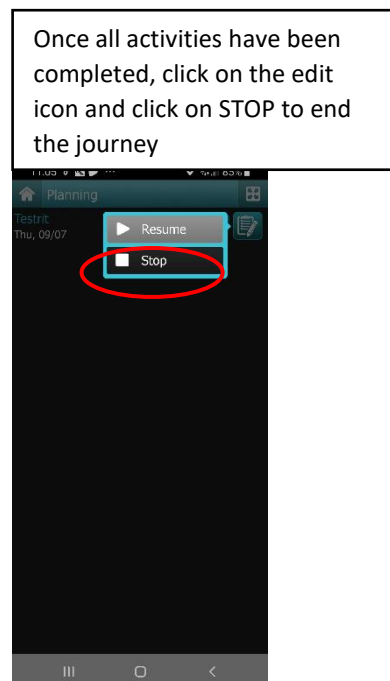 Once all activities have been
completed, click on the edit
icon and click on STOP to end
the journey
Planning
Testrit
Thu, 09/07
Resume
Stop